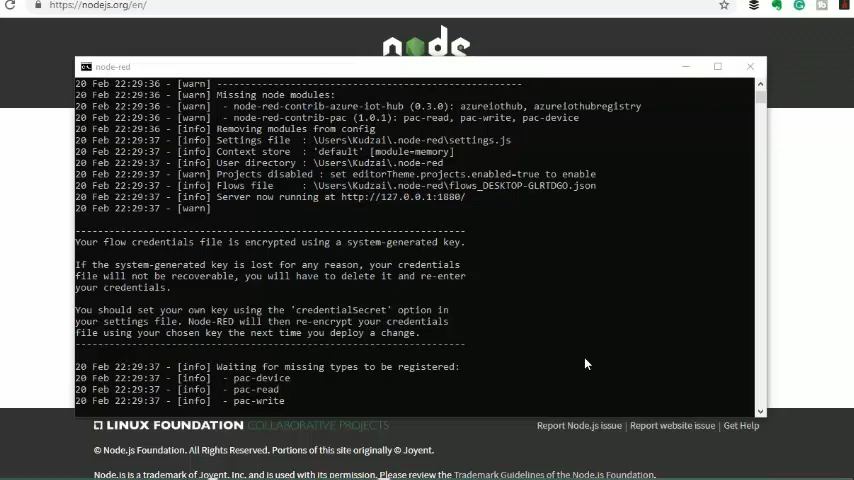 https://nodejs.org/en/
node
node-red
20 Feb 22:29:36 - [warn] ------------------------------------------------------
20 Feb 22:29:36 - [warn] Missing node modules:
20 Feb 22:29:36 - [warn]  - node-red-contrib-azure-iot-hub (0.3.0): azureiothub, azureiothubregistry
20 Feb 22:29:36 - [warn]  - node-red-contrib-pac (1.0.1): pac-read, pac-write, pac-device
20 Feb 22:29:36 - [info] Removing modules from config
20 Feb 22:29:37 - [info] Settings file  : \Users\Kudzai\.node-red\settings.js
20 Feb 22:29:37 - [info] Context store  : 'default' [module=memory]
20 Feb 22:29:37 - [info] User directory : \Users\Kudzai\.node-red
20 Feb 22:29:37 - [warn] Projects disabled : set editorTheme.projects.enabled=true to enable
20 Feb 22:29:37 - [info] Flows file     : \Users\Kudzai\.node-red\flows_DESKTOP-GLRTDGO.json
20 Feb 22:29:37 - [info] Server now running at http://127.0.0.1:1880/
20 Feb 22:29:37 - [warn]
---------------------------------------------------------------------
Your flow credentials file is encrypted using a system-generated key.
If the system-generated key is lost for any reason, your credentials
file will not be recoverable, you will have to delete it and re-enter
your credentials.
You should set your own key using the 'credentialSecret' option in
your settings file. Node-RED will then re-encrypt your credentials
file using your chosen key the next time you deploy a change.
---------------------------------------------------------------------
20 Feb 22:29:37 - [info] Waiting for missing types to be registered:
20 Feb 22:29:37 - [info]  - pac-device
20 Feb 22:29:37 - [info]  - pac-read
20 Feb 22:29:37 - [info]  - pac-write
LINUX FOUNDATION COLLABORATIVE PROJECTS
Report Node.js issue | Report website issue | Get Help
© Node.js Foundation. All Rights Reserved. Portions of this site originally © Joyent.
Node.js is a trademark of Joyent, Inc. and is used with its permission. Please review the Trademark Guidelines of the Node.js Foundation.